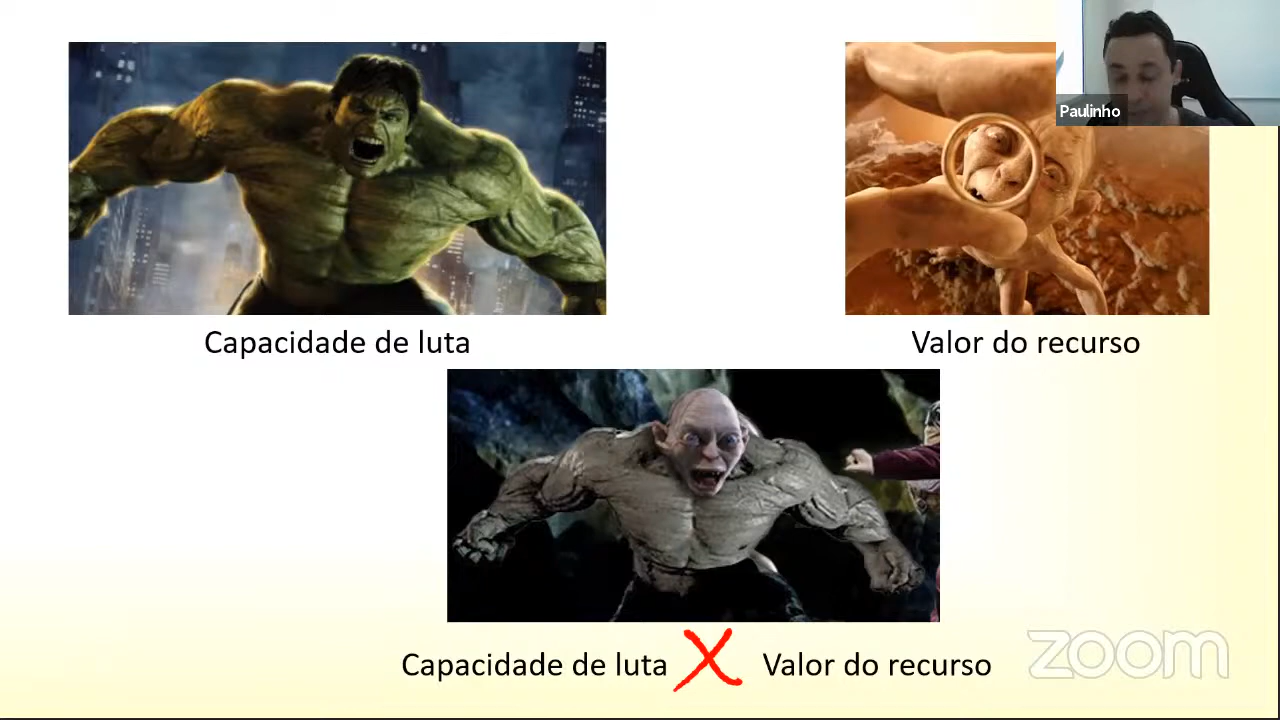 Paulinho
Capacidade de luta
Valor do recurso
Capacidade de luta X Valor do recurso
zoom